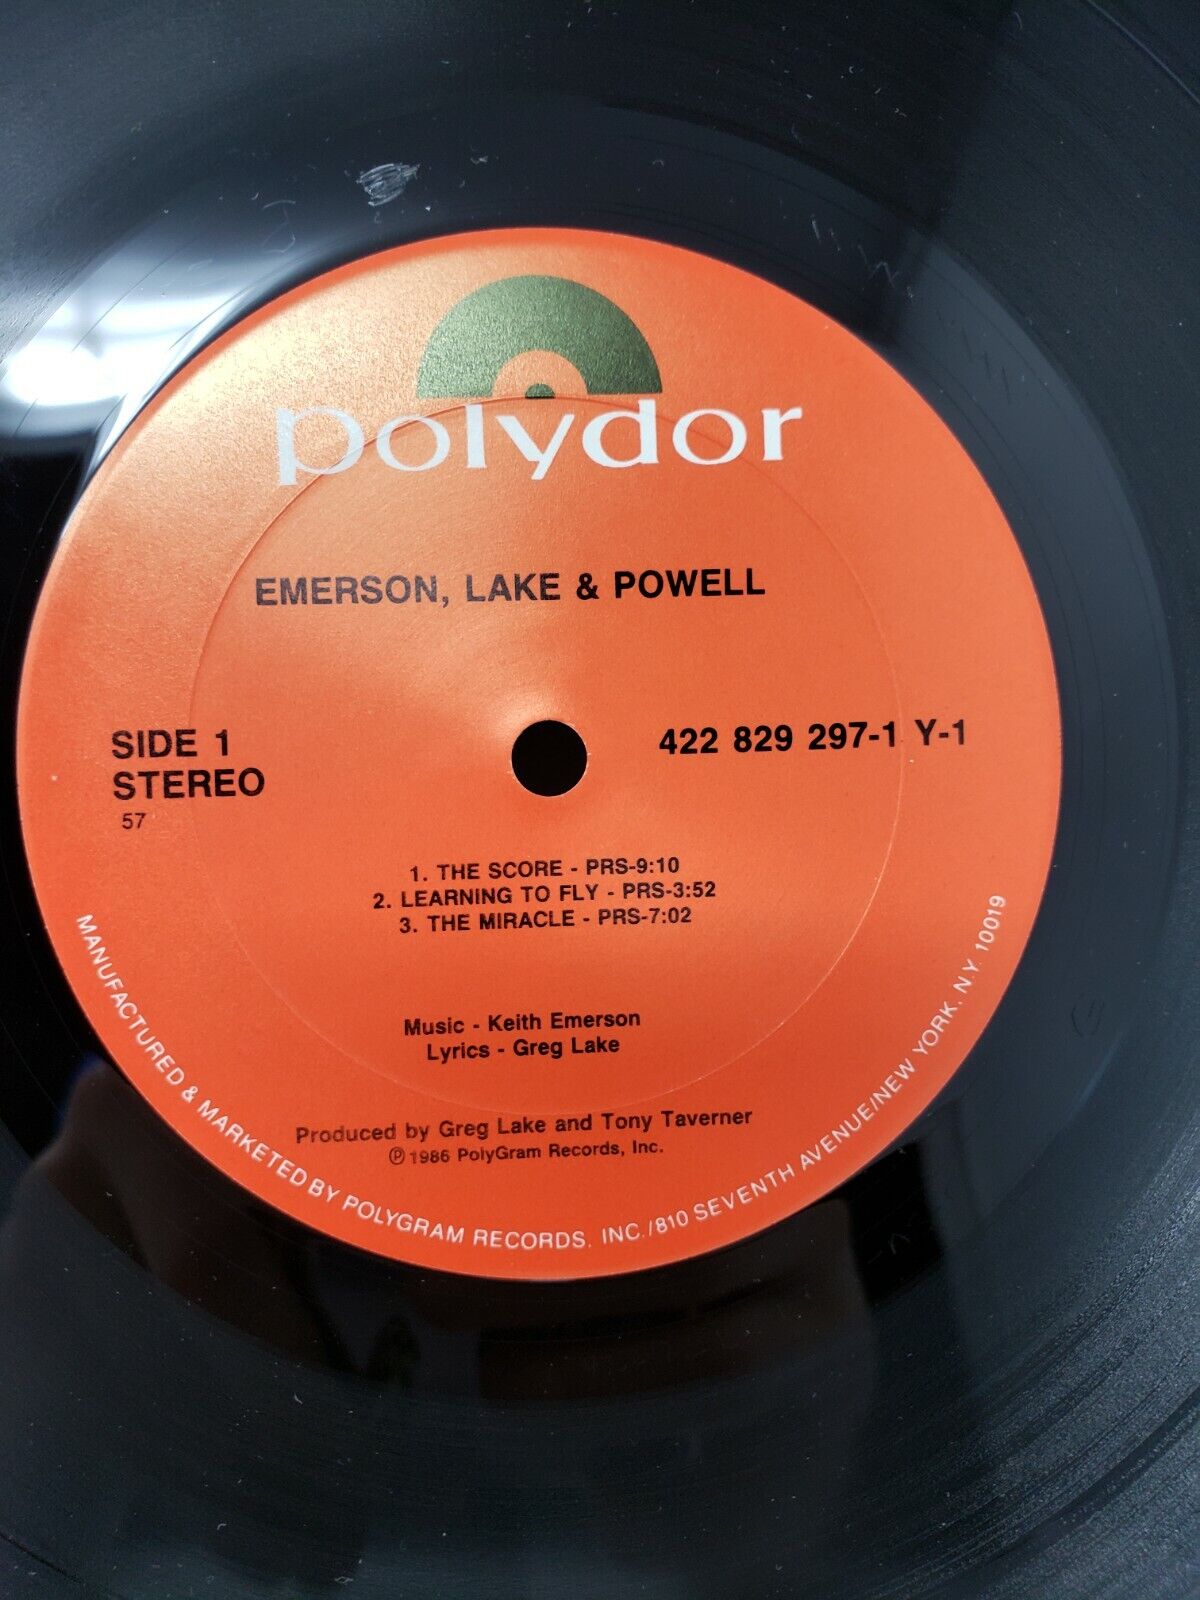 polydor
EMERSON, LAKE & POWELL
SIDE 1
STEREO
57
422 829 297-1 Y-1
1. THE SCORE - PRS-9:10
2. LEARNING TO FLY - PRS-3:52
3. THE MIRACLE - PRS-7:02
Music - Keith Emerson
Lyrics - Greg Lake
Produced by Greg Lake and Tony Taverner
℗ 1986 PolyGram Records, Inc.
MANUFACTURED & MARKETED BY POLYGRAM RECORDS, INC./810 SEVENTH AVENUE/NEW YORK, N.Y. 10019